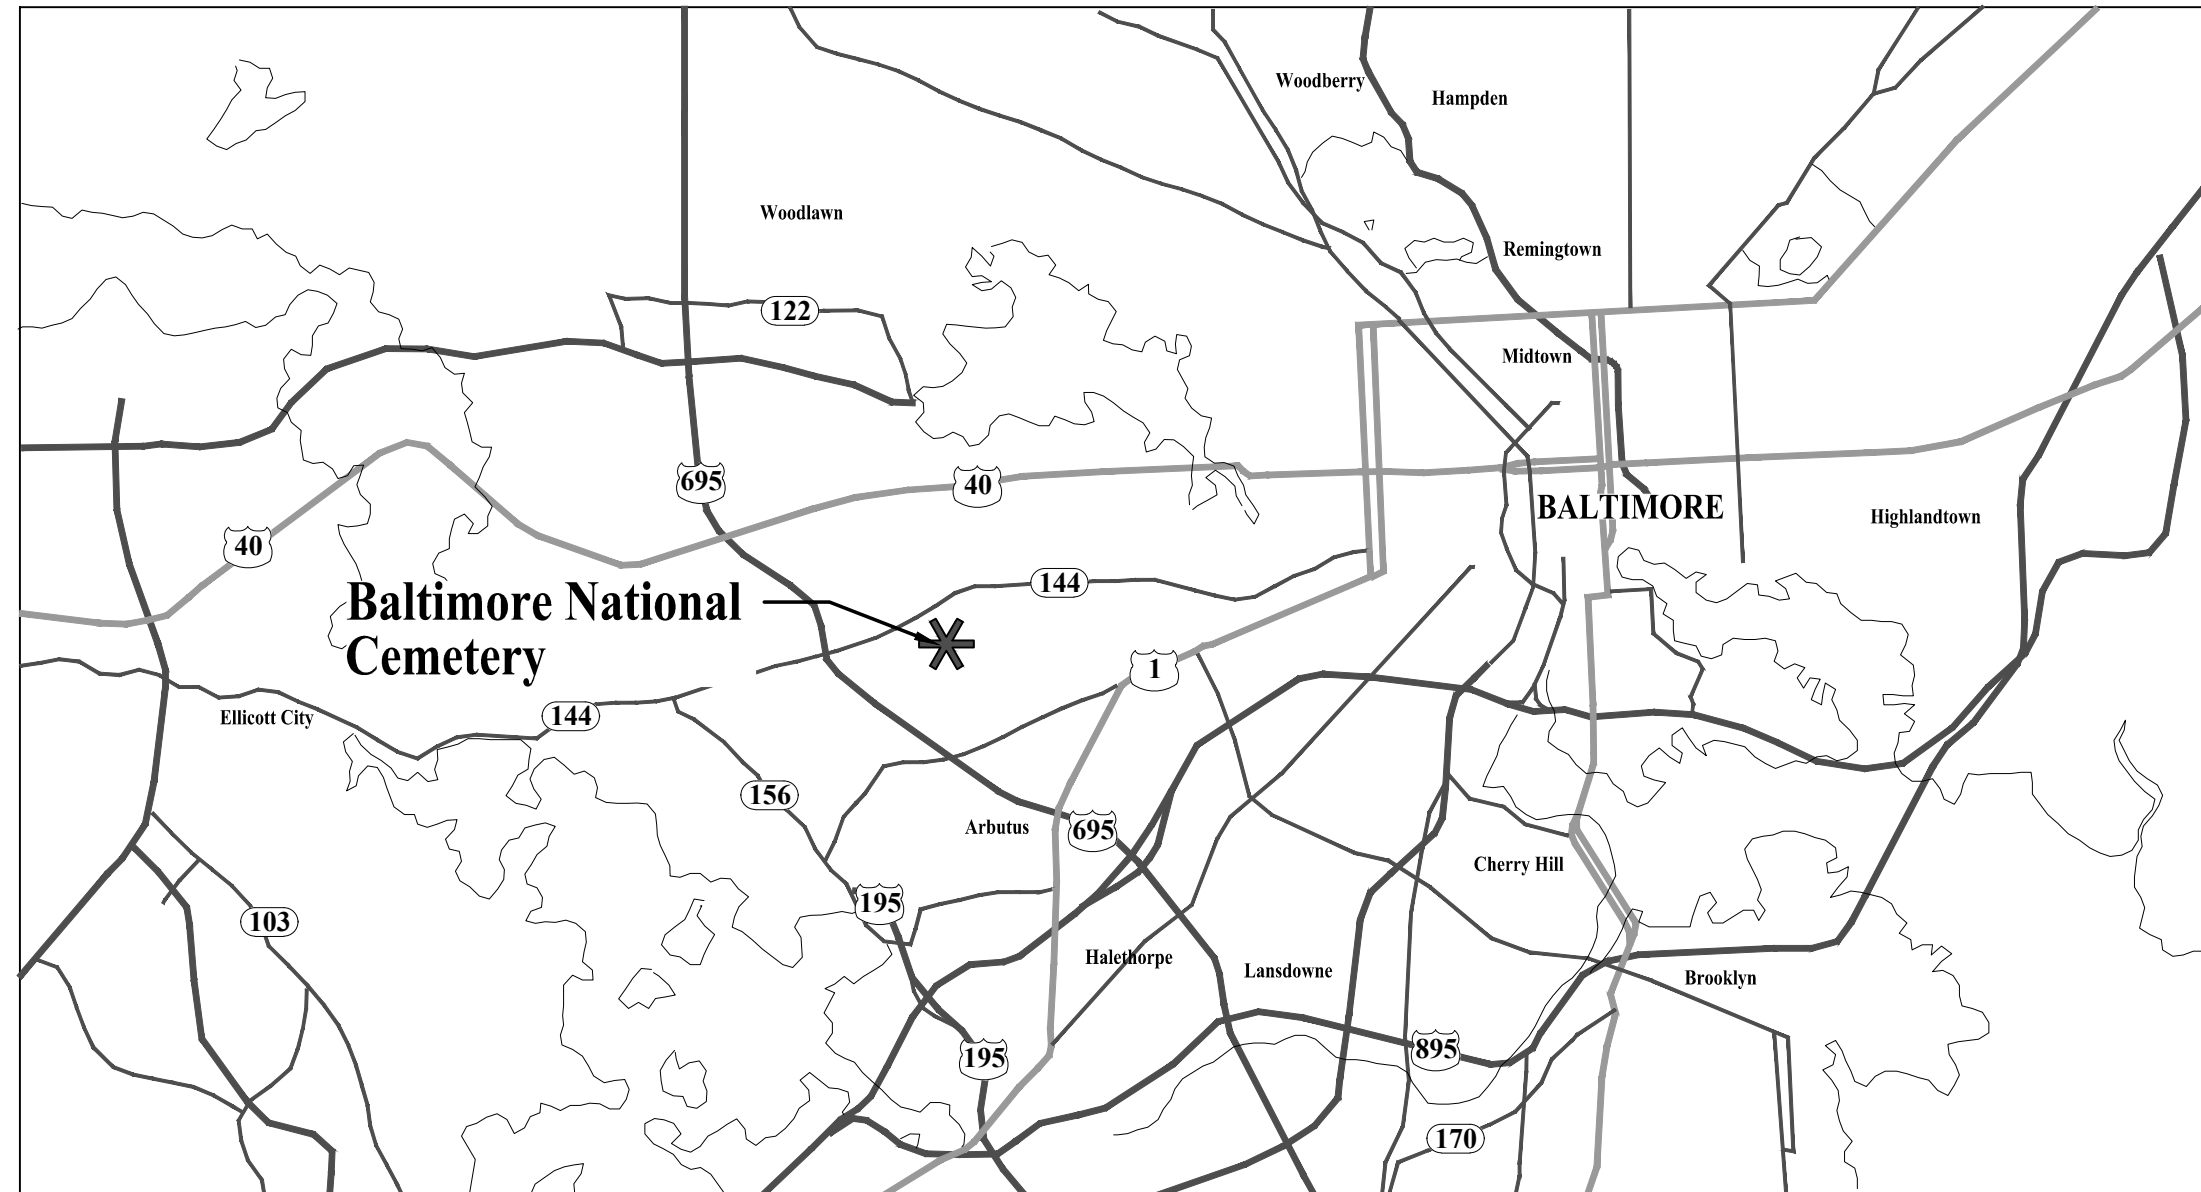 Woodberry
Hampden
Woodlawn
Remingtown
122
Midtown
695
40
BALTIMORE
Highlandtown
40
144
Baltimore National
Cemetery
1
Ellicott City
144
156
Arbutus
695
Cherry Hill
195
103
Halethorpe
Lansdowne
Brooklyn
895
195
170